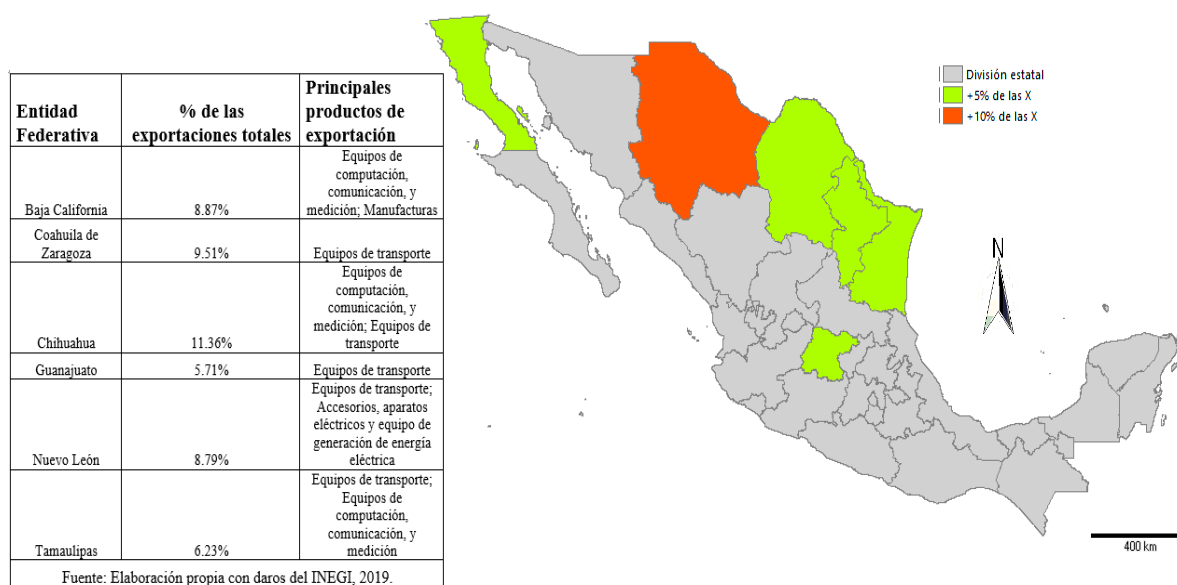 Entidad
Federativa
% de las
exportaciones totales
Principales
productos de
exportación
Baja California
8.87%
Equipos de
computación,
comunicación, y
medición; Manufacturas
Coahuila de
Zaragoza
9.51%
Equipos de transporte
Chihuahua
11.36%
Equipos de
computación,
comunicación, y
medición; Equipos de
transporte
Guanajuato
5.71%
Equipos de transporte
Nuevo León
8.79%
Equipos de transporte;
Accesorios, aparatos
eléctricos y equipo de
generación de energía
eléctrica
Tamaulipas
6.23%
Equipos de transporte;
Equipos de
computación,
comunicación, y
medición
Fuente: Elaboración propia con daros del INEGI, 2019.
División estatal
+5% de las X
+10% de las X
N
400 km